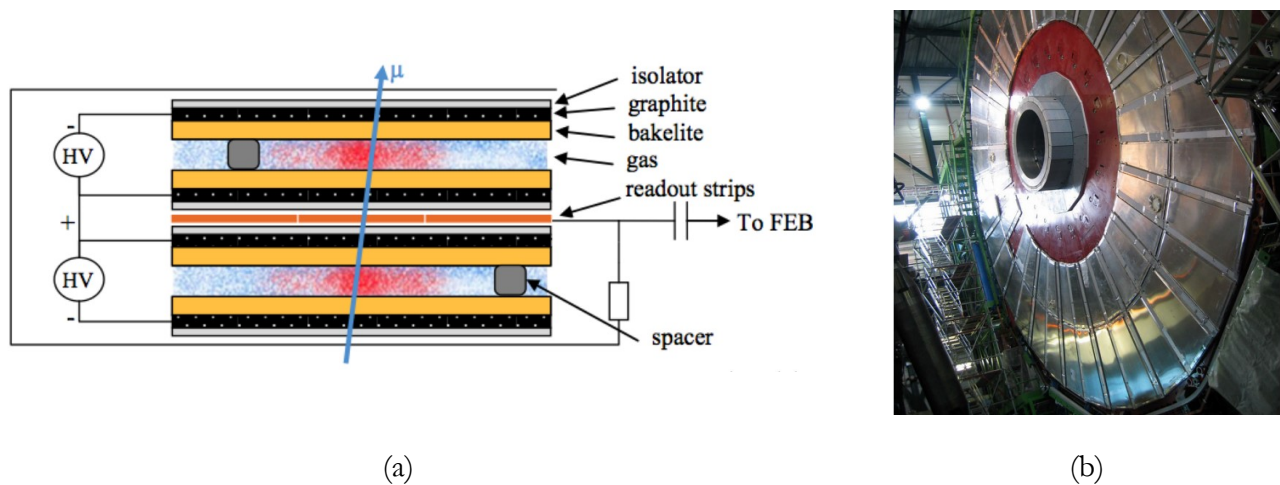 μ
isolator
graphite
bakelite
gas
readout strips
-
HV
+
To FEB
HV
-
spacer
(a)
(b)